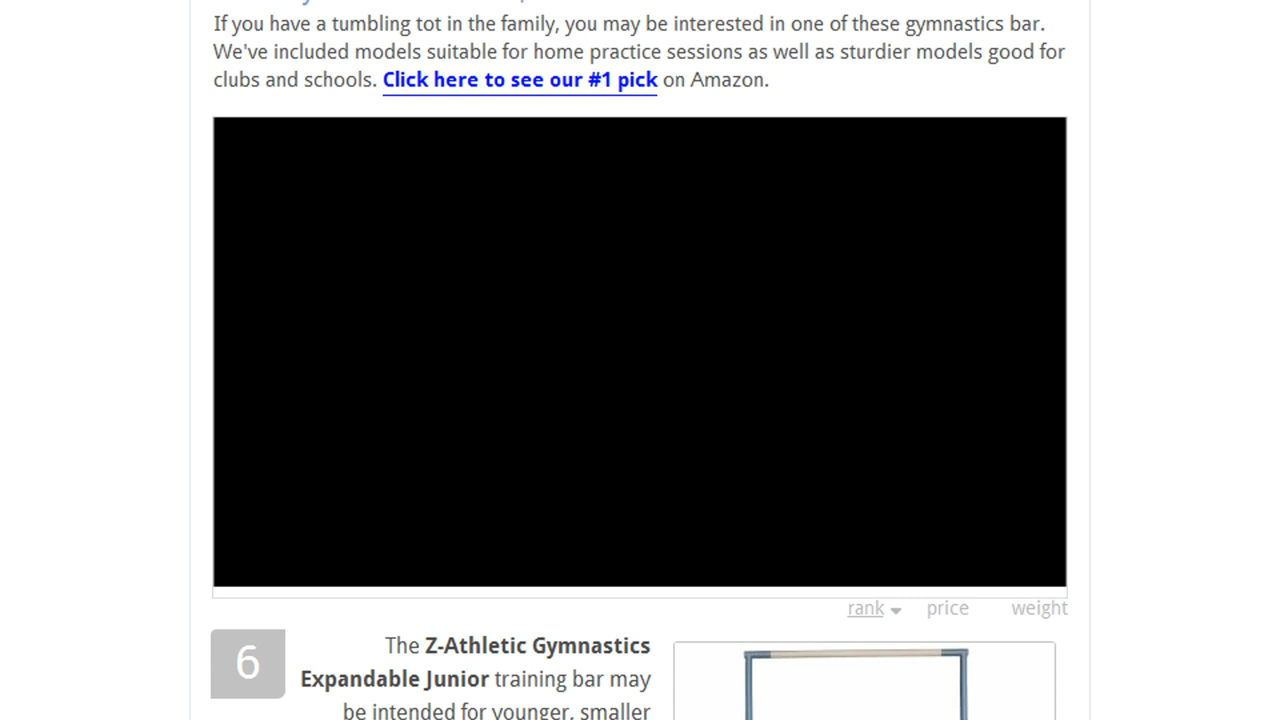 If you have a tumbling tot in the family, you may be interested in one of these gymnastics bar.
We've included models suitable for home practice sessions as well as sturdier models good for
clubs and schools. Click here to see our #1 pick on Amazon.
rank price weight
6
The Z-Athletic Gymnastics
Expandable Junior training bar may
be intended for younger, smaller